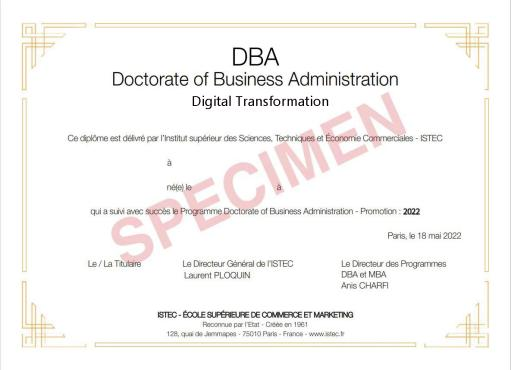 DBA
Doctorate of Business Administration
Digital Transformation
Ce diplôme est délivré par l'Institut supérieur des Sciences, Techniques et Économie Commerciales - ISTEC
à
né(e) le à
qui a suivi avec succès le Programme Doctorate of Business Administration - Promotion : 2022
SPECIMEN
Paris, le 18 mai 2022
Le / La Titulaire Le Directeur Général de l'ISTEC Le Directeur des Programmes
Laurent PLOQUIN DBA et MBA
Anis CHARFI
ISTEC - ÉCOLE SUPÉRIEURE DE COMMERCE ET MARKETING
Reconnue par l'Etat - Créée en 1961
128, quai de Jemmapes - 75010 Paris - France - www.istec.fr